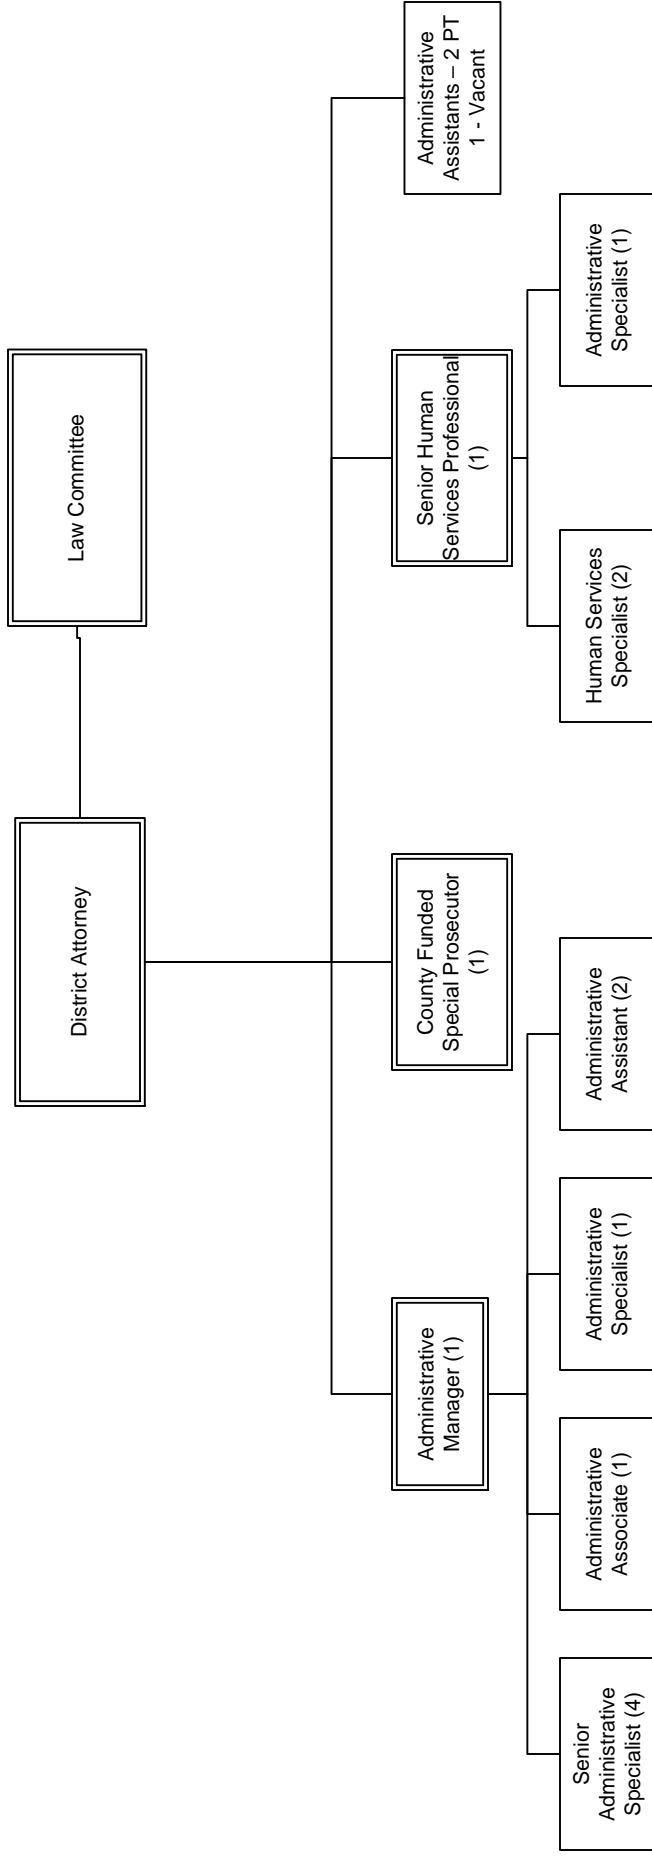 District Attorney
Law Committee
Administrative
Manager (1)
County Funded
Special Prosecutor
(1)
Senior Human
Services Professional
(1)
Administrative
Assistants – 2 PT
1 - Vacant
Senior
Administrative
Specialist (4)
Administrative
Associate (1)
Administrative
Specialist (1)
Administrative
Assistant (2)
Human Services
Specialist (2)
Administrative
Specialist (1)